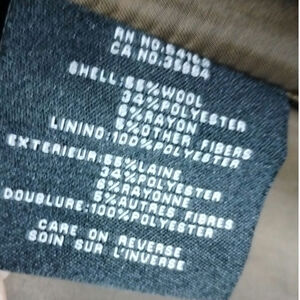 RN NO:
CA NO.36884
SHELL:55%WOOL
34%POLYESTER
6%RAYON
5%OTHER FIBERS
LINING:100%POLYESTER
EXTERIEUR:55%LAINE
34%POLYESTER
6%RAYONNE
5%AUTRES FIBRES
DOUBLURE:100%POLYESTER
CARE ON REVERSE
SOIN SUR L'INVERSE